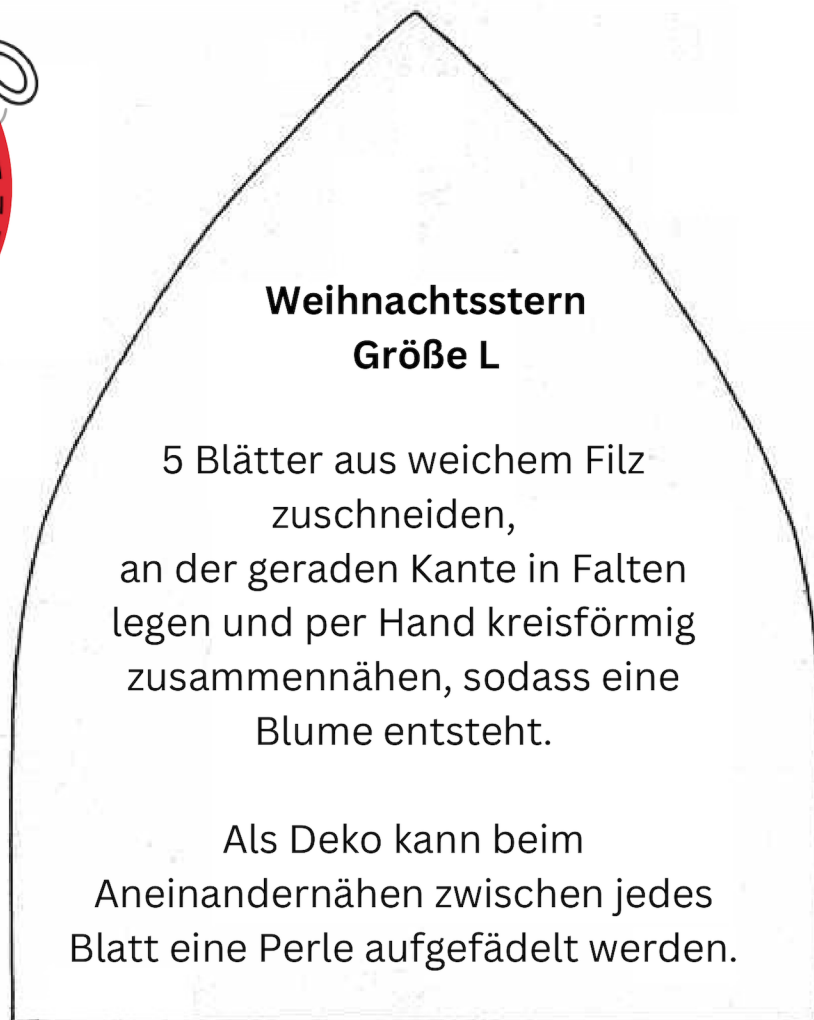 Weihnachtsstern
Größe L
5 Blätter aus weichem Filz
zuschneiden,
an der geraden Kante in Falten
legen und per Hand kreisförmig
zusammennähen, sodass eine
Blume entsteht.
Als Deko kann beim
Aneinandernähen zwischen jedes
Blatt eine Perle aufgefädelt werden.